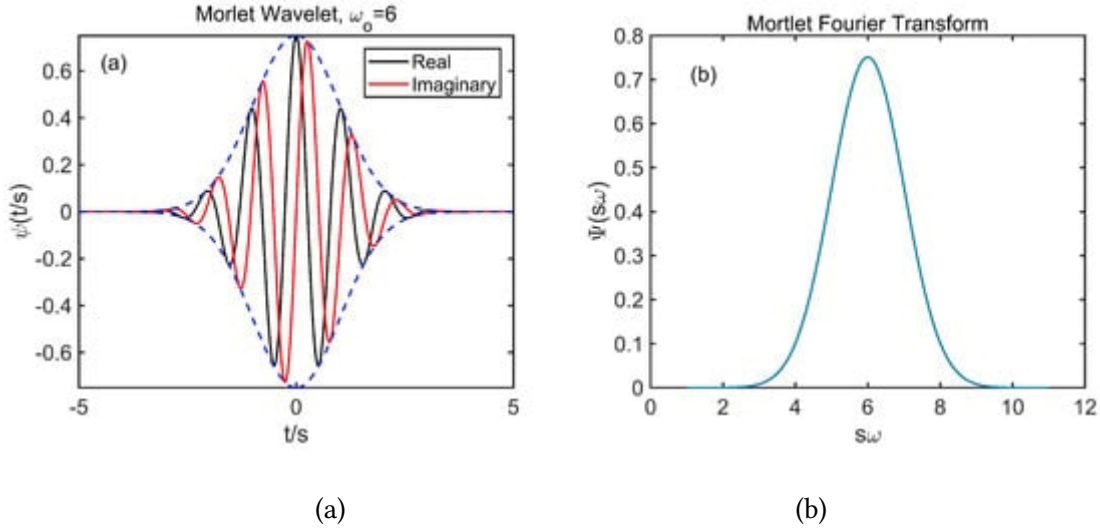 Morlet Wavelet, ω₀=6
(a)
Real
Imaginary
0.6
0.4
0.2
0
-0.2
-0.4
-0.6
ψ(t/s)
-5
0
5
t/s
Mortlet Fourier Transform
(b)
0.8
0.7
0.6
0.5
0.4
0.3
0.2
0.1
0
Ψ(sω)
0
2
4
6
8
10
12
sω
(a)
(b)